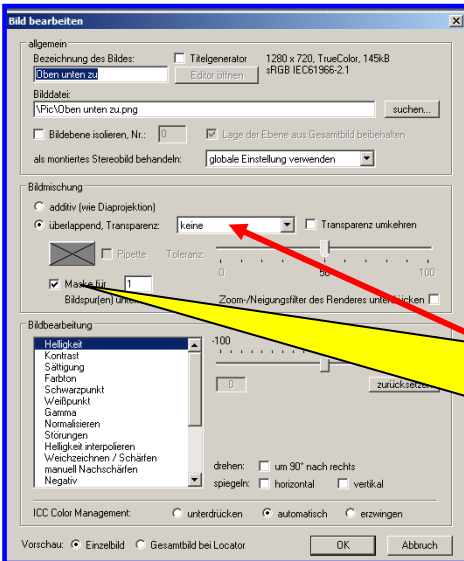 Bild bearbeiten
allgemein
Bezeichnung des Bildes:
Titelgenerator
1280 x 720, TrueColor, 145kB
Oben unten zu
Editor öffnen
sRGB IEC61966-2.1
Bilddatei:
\Pic\Oben unten zu.png
suchen...
Bildebene isolieren, Nr.:
0
Lage der Ebene aus Gesamtbild beibehalten
als montiertes Stereobild behandeln:
globale Einstellung verwenden
Bildmischung
additiv (wie Diaprojektion)
überlappend, Transparenz:
keine
Transparenz umkehren
Pipette
Toleranz:
0
50
100
Maske für
1
Bildspur(en) unter
Zoom-/Neigungsfilter des Renderes unterdrücken
Bildbearbeitung
Helligkeit
Kontrast
Sättigung
Farbton
Schwarzpunkt
Weißpunkt
Gamma
Normalisieren
Störungen
Helligkeit interpolieren
Weichzeichnen / Schärfen
manuell Nachschärfen
Negativ
-100
0
zurücksetzen
drehen:
um 90° nach rechts
spiegeln:
horizontal
vertikal
ICC Color Management:
unterdrücken
automatisch
erzwingen
Vorschau:
Einzelbild
Gesamtbild bei Locator
OK
Abbruch